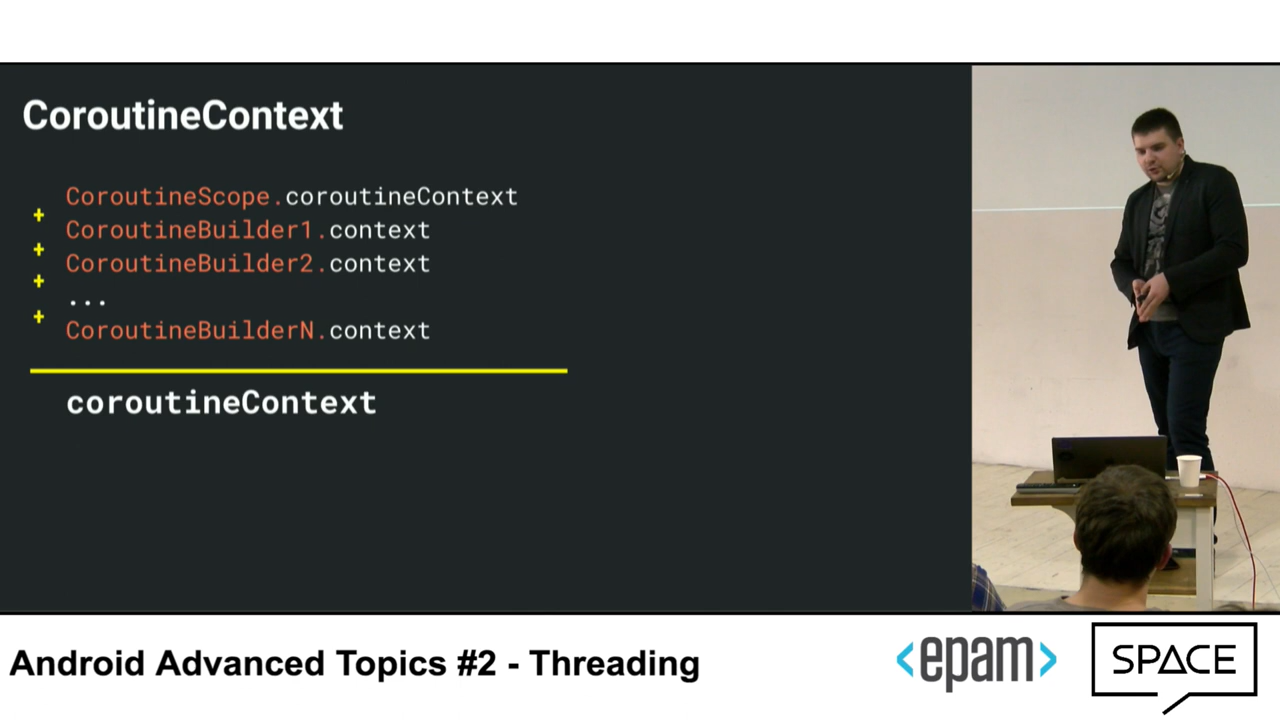 CoroutineContext
CoroutineScope.coroutineContext
+
CoroutineBuilder1.context
+
CoroutineBuilder2.context
+
...
+
CoroutineBuilderN.context
coroutineContext
Android Advanced Topics #2 - Threading
<epam>
SPACE